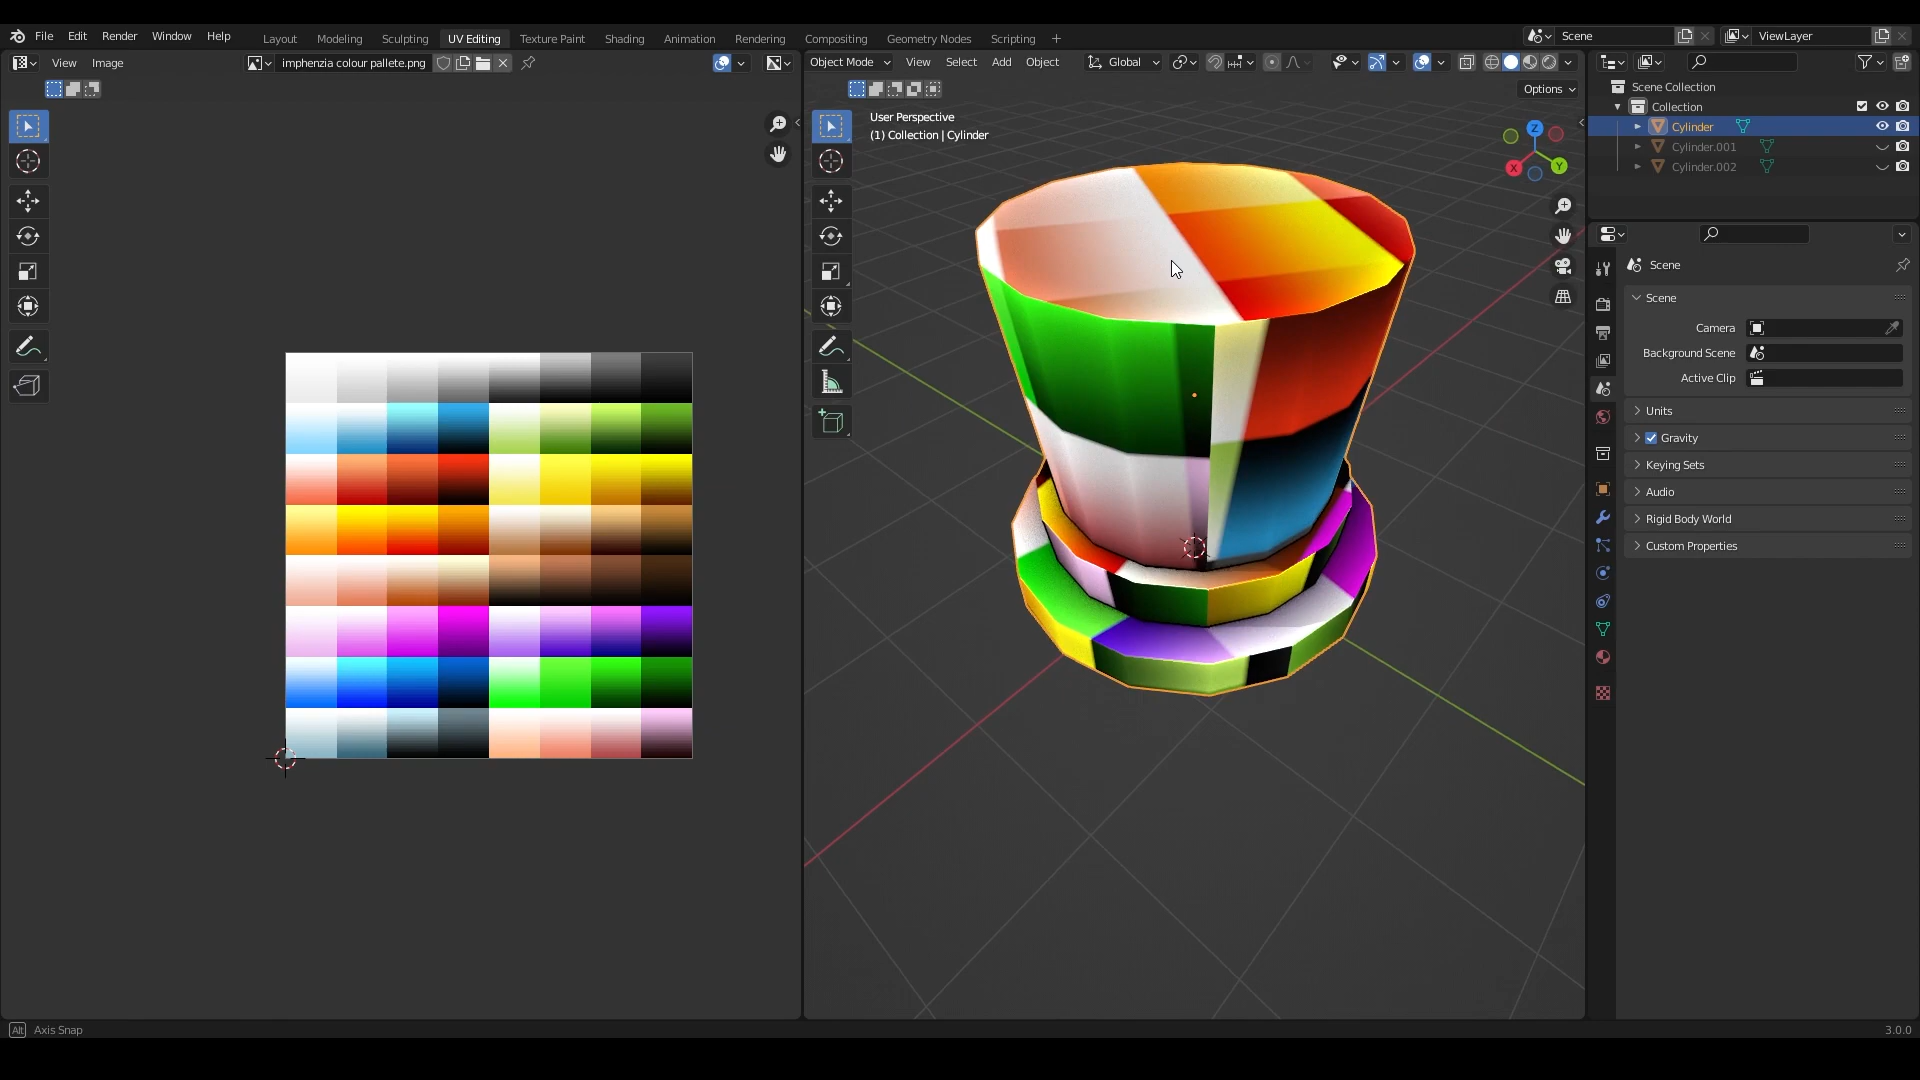 File Edit Render Window Help
Layout Modeling Sculpting UV Editing Texture Paint Shading Animation Rendering Compositing Geometry Nodes Scripting +
Scene
ViewLayer
View Image
imphenzia colour pallete.png
Object Mode
View Select Add Object
Global
Options
User Perspective
(1) Collection | Cylinder
Z
X
Y
Scene Collection
Collection
Cylinder
Cylinder.001
Cylinder.002
Scene
Scene
Camera
Background Scene
Active Clip
Units
Gravity
Keying Sets
Audio
Rigid Body World
Custom Properties
Alt Axis Snap
3.0.0